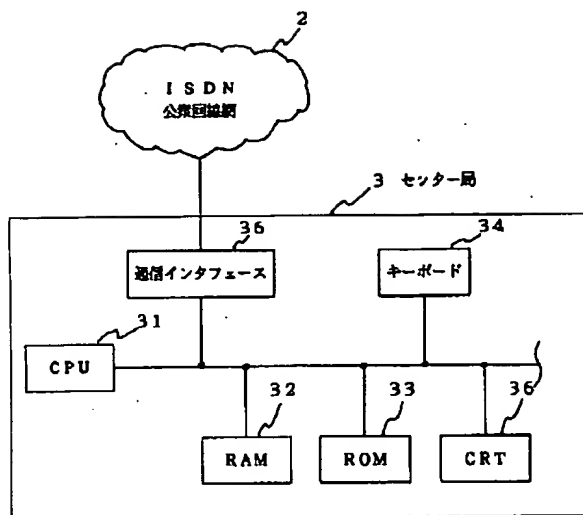 2
ISDN
公衆回線網
3 センター局
36
34
通信インタフェース
キーボード
31
CPU
32
33
36
RAM
ROM
CRT